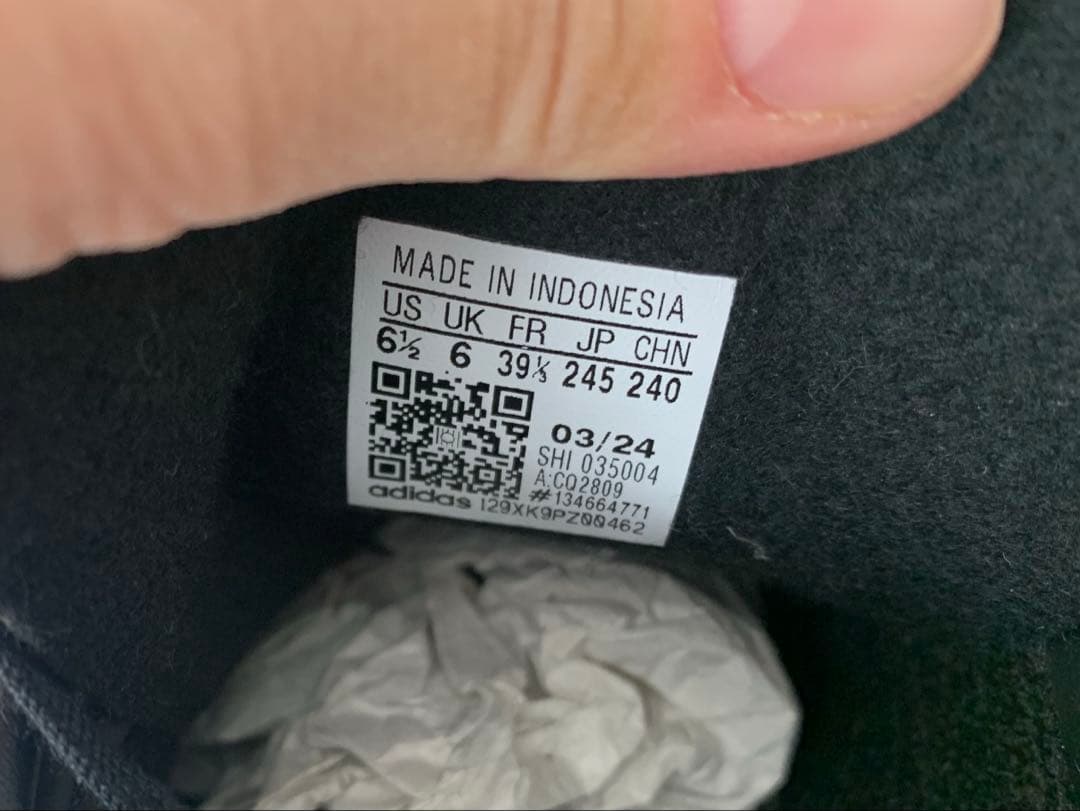 MADE IN INDONESIA
US UK FR JP CHN
6½ 6 39⅓ 245 240
03/24
SHI 035004
A:CQ2809
#134664771
adidas I29XK9PZ00462